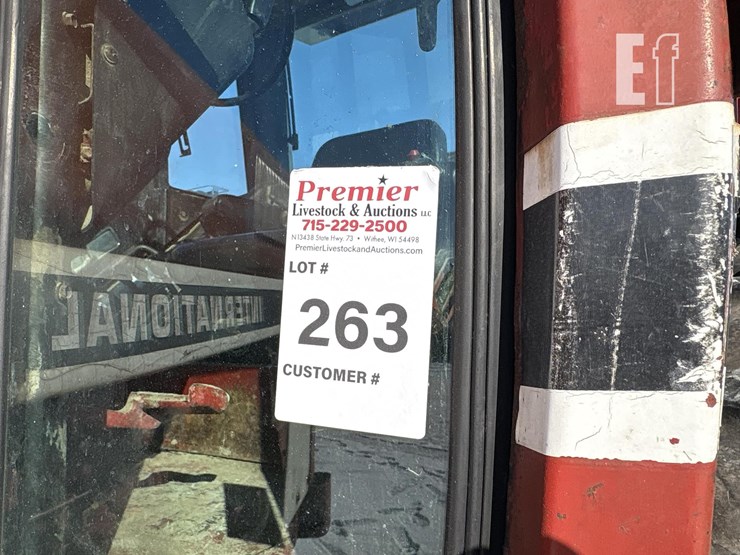 Ef
Premier
Livestock & Auctions LLC
715-229-2500
N13438 State Hwy. 73 • Withee, WI 54498
PremierLivestockandAuctions.com
LOT #
263
CUSTOMER #
INTERNATIONAL